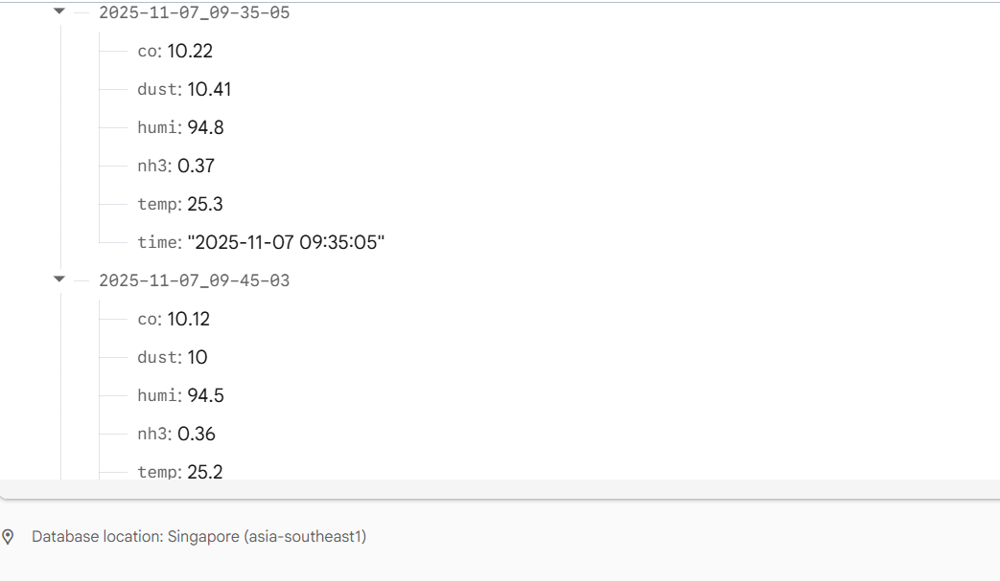 2025-11-07_09-35-05
co: 10.22
dust: 10.41
humi: 94.8
nh3: 0.37
temp: 25.3
time: "2025-11-07 09:35:05"
2025-11-07_09-45-03
co: 10.12
dust: 10
humi: 94.5
nh3: 0.36
temp: 25.2
Database location: Singapore (asia-southeast1)